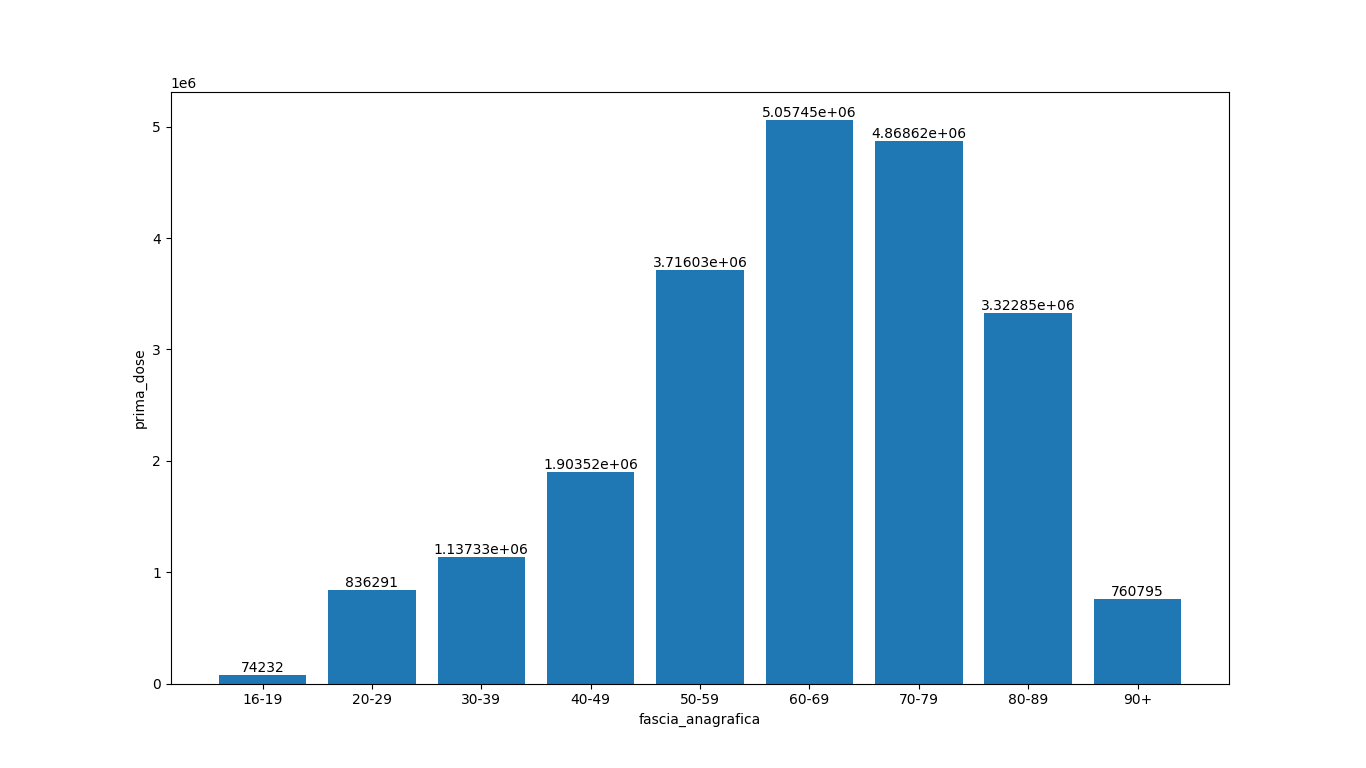 1e6
5.05745e+06
4.86862e+06
3.71603e+06
3.32285e+06
1.90352e+06
1.13733e+06
836291
760795
74232
5
4
3
2
1
0
prima_dose
16-19 20-29 30-39 40-49 50-59 60-69 70-79 80-89 90+
fascia_anagrafica